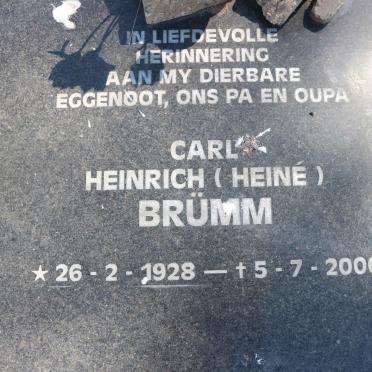 IN LIEFDEVOLLE
HERINNERING
AAN MY DIERBARE
EGGENOOT, ONS PA EN OUPA
CARL
HEINRICH ( HEINÉ )
BRÜMM
★ 26 - 2 - 1928 — † 5 - 7 - 2000